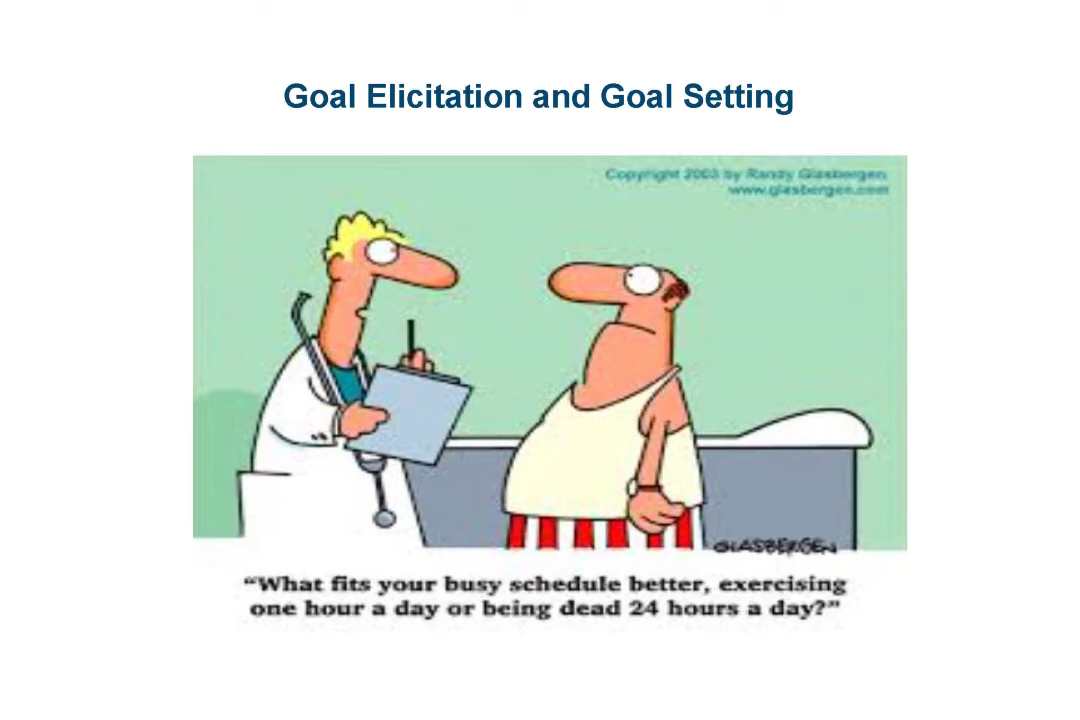 Goal Elicitation and Goal Setting
Copyright 2003 by Randy Glasbergen.
www.glasbergen.com
GLASBERGEN
“What fits your busy schedule better, exercising
one hour a day or being dead 24 hours a day?”